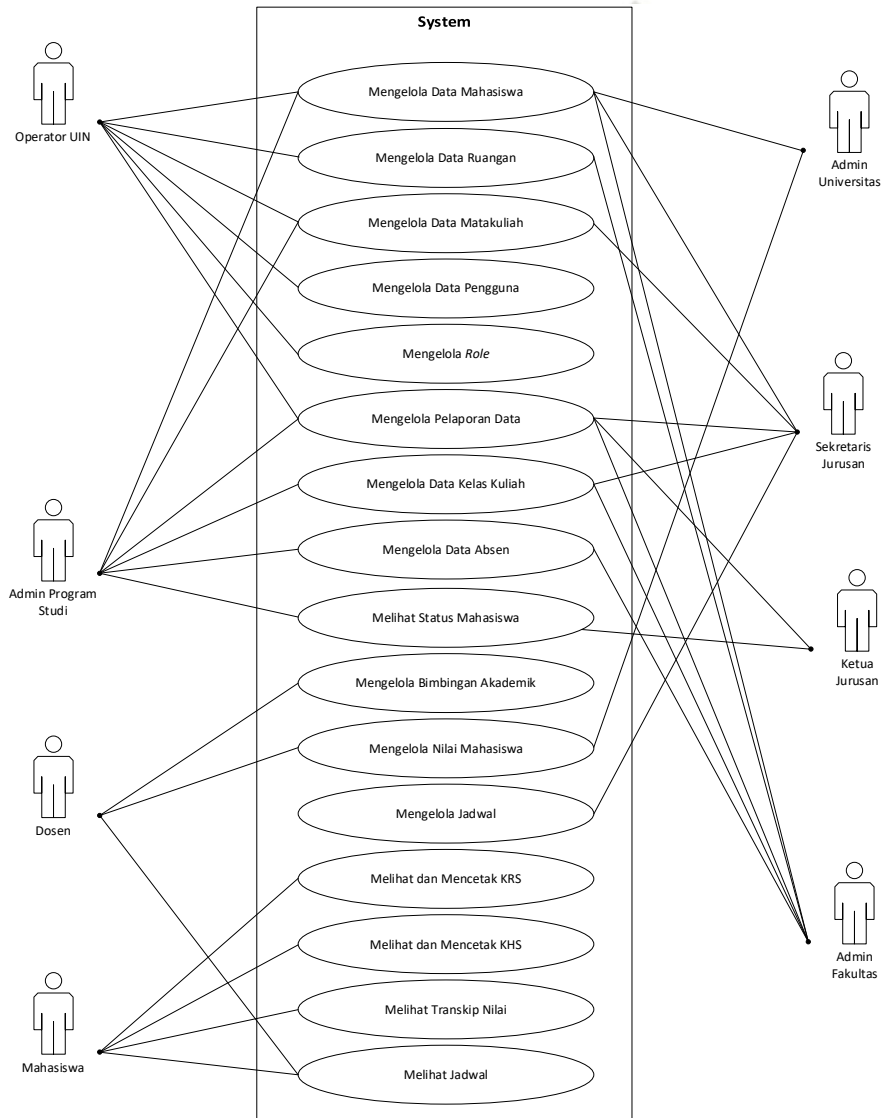 System
Operator UIN
Mengelola Data Mahasiswa
Mengelola Data Ruangan
Mengelola Data Matakuliah
Mengelola Data Pengguna
Mengelola Role
Mengelola Pelaporan Data
Mengelola Data Kelas Kuliah
Mengelola Data Absen
Melihat Status Mahasiswa
Mengelola Bimbingan Akademik
Mengelola Nilai Mahasiswa
Mengelola Jadwal
Melihat dan Mencetak KRS
Melihat dan Mencetak KHS
Melihat Transkip Nilai
Melihat Jadwal
Admin Program
Studi
Dosen
Mahasiswa
Admin
Universitas
Sekretaris
Jurusan
Ketua
Jurusan
Admin
Fakultas